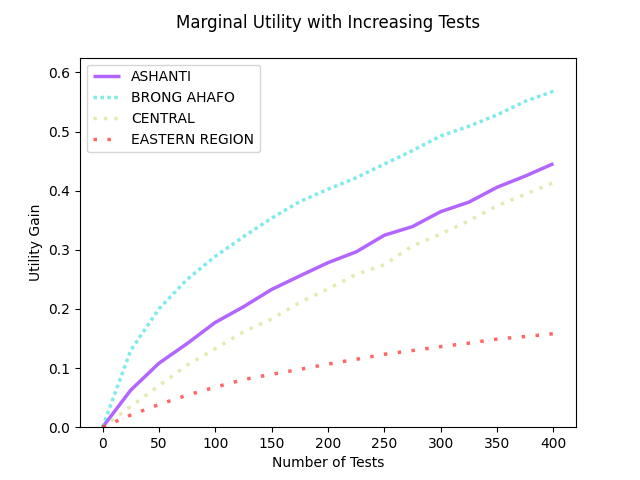 Marginal Utility with Increasing Tests
ASHANTI
BRONG AHAFO
CENTRAL
EASTERN REGION
Utility Gain
0.6
0.5
0.4
0.3
0.2
0.1
0.0
0 50 100 150 200 250 300 350 400
Number of Tests